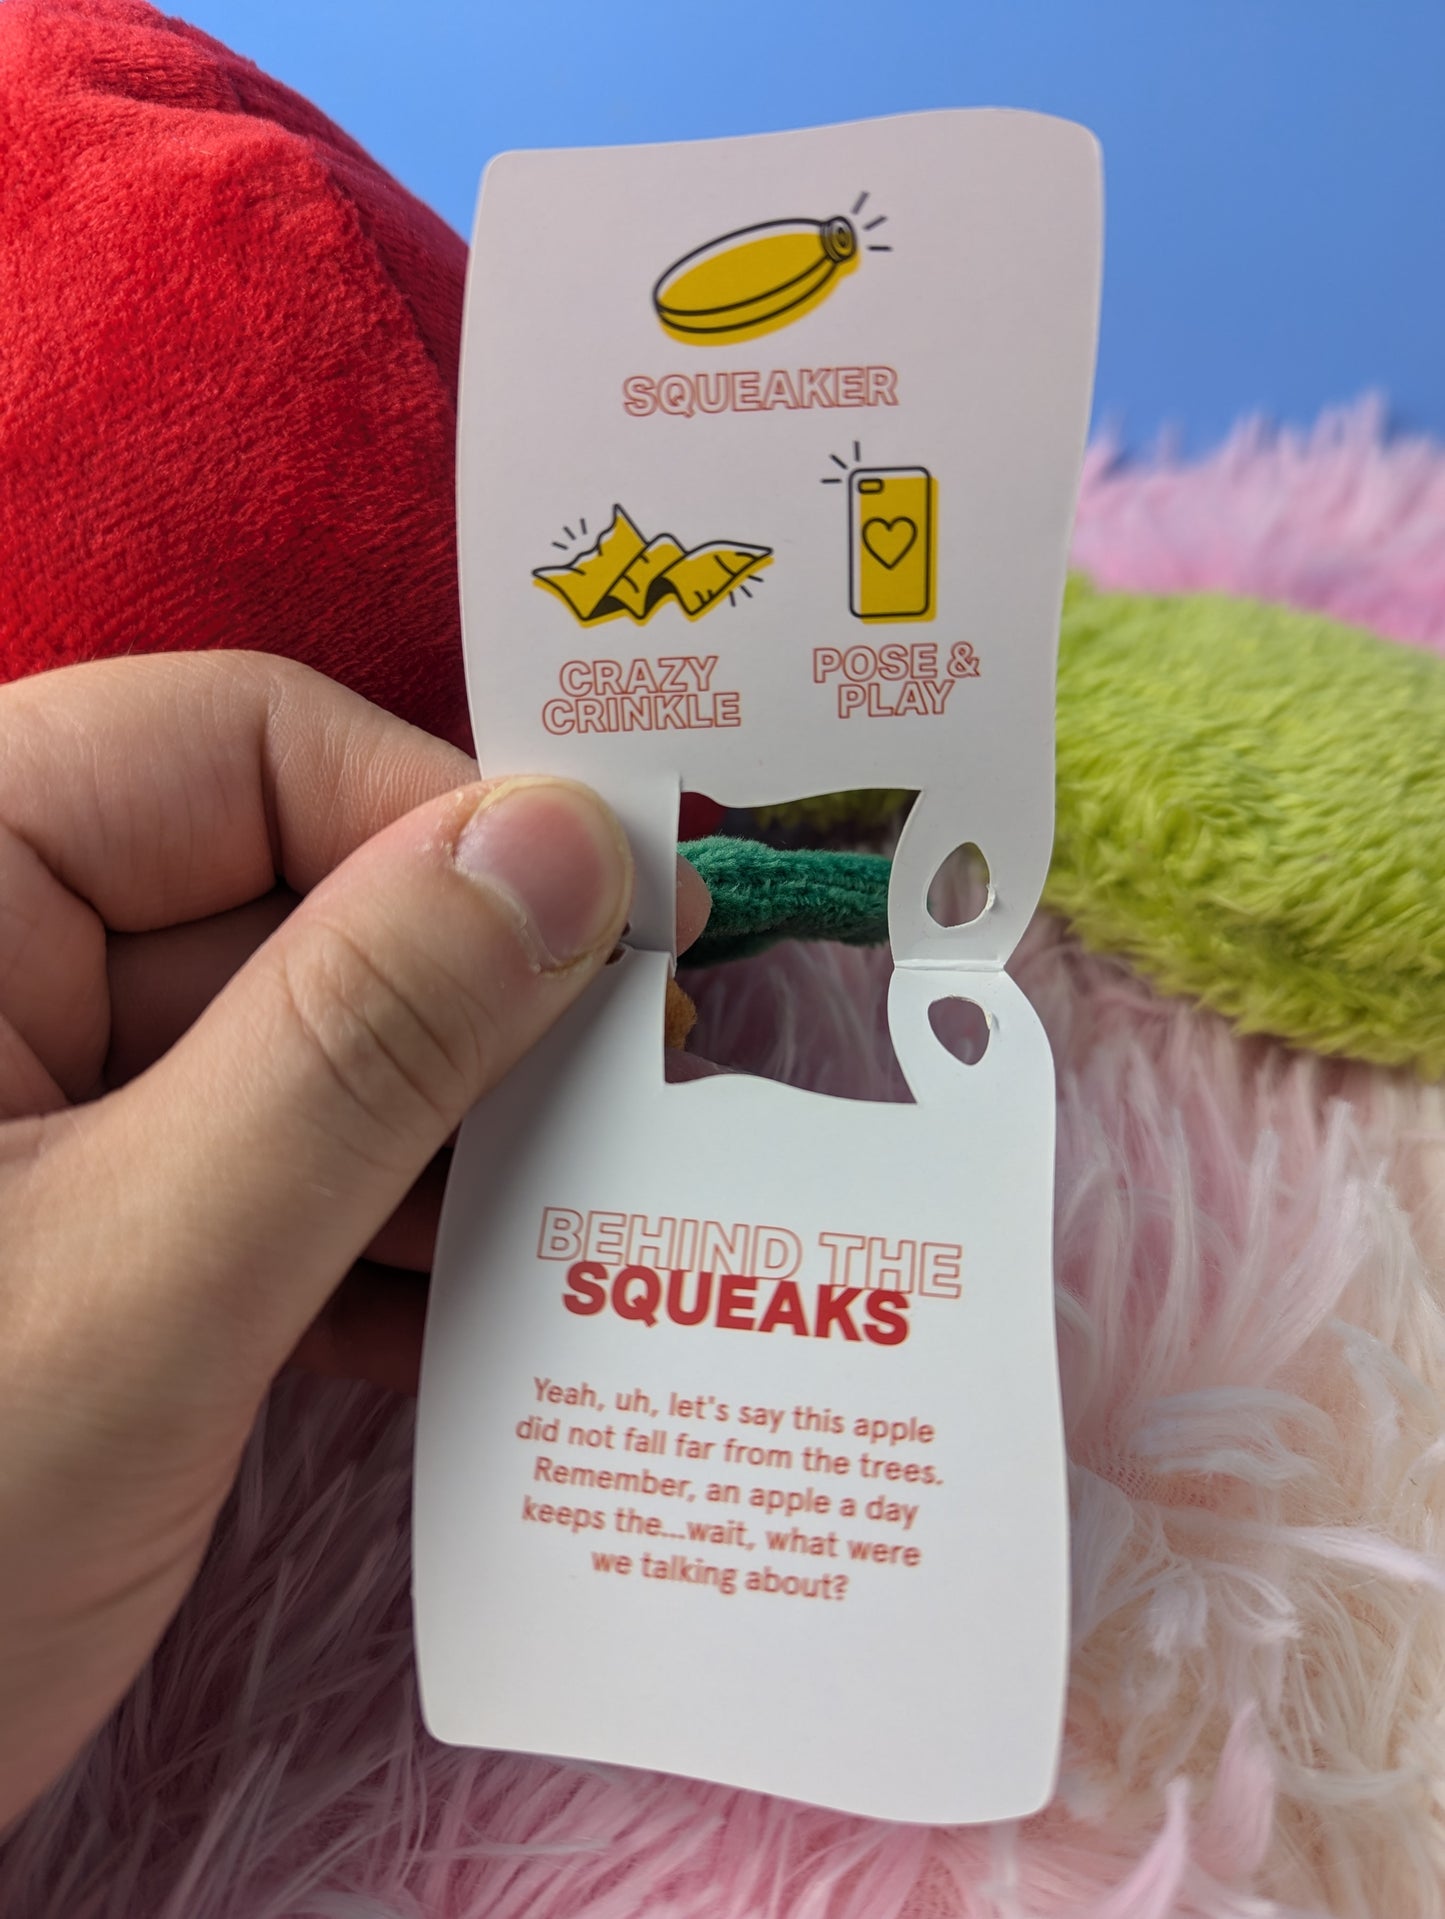 SQUEAKER
CRAZY
CRINKLE
POSE &
PLAY
BEHIND THE
SQUEAKS
Yeah, uh, let's say this apple
did not fall far from the trees.
Remember, an apple a day
keeps the...wait, what were
we talking about?